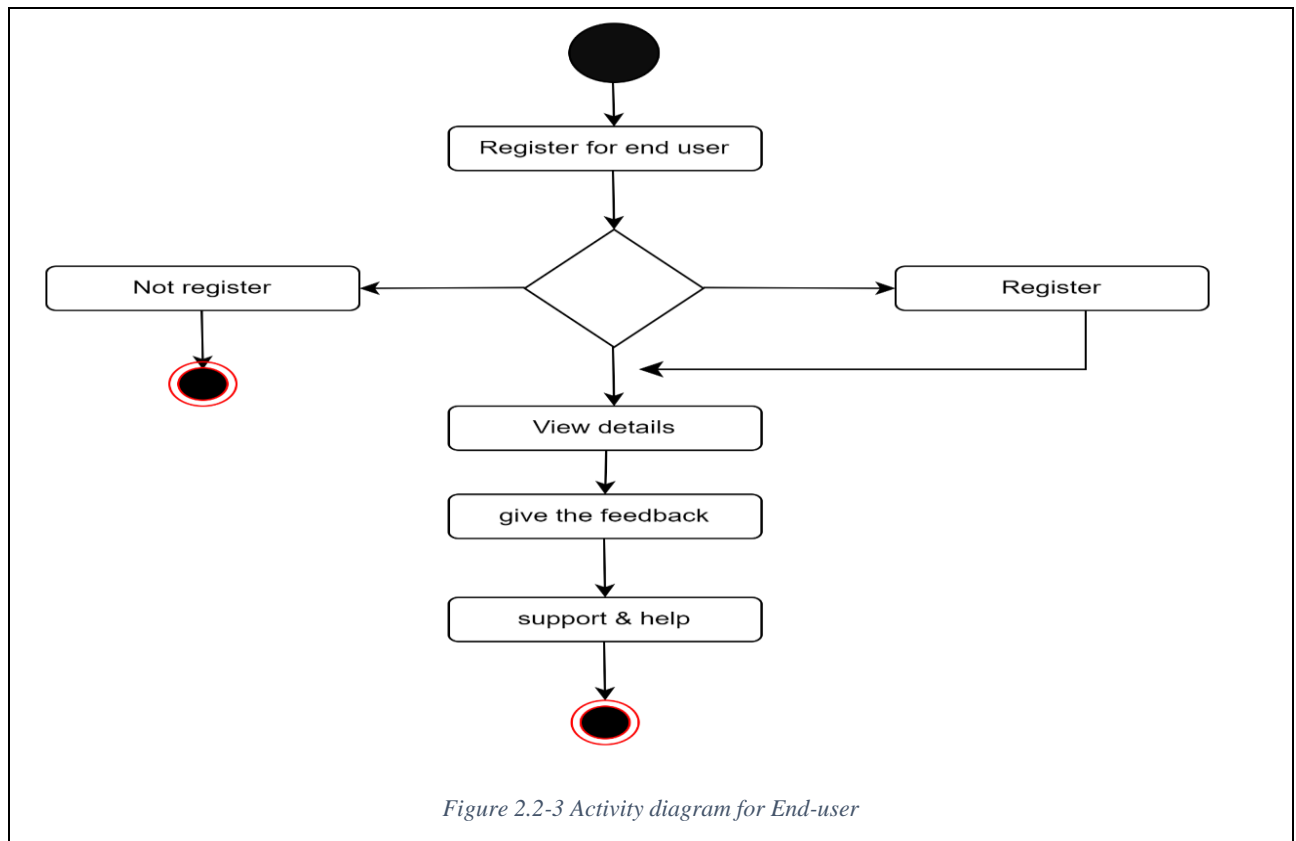 Register for end user
Not register
Register
View details
give the feedback
support & help
Figure 2.2-3 Activity diagram for End-user